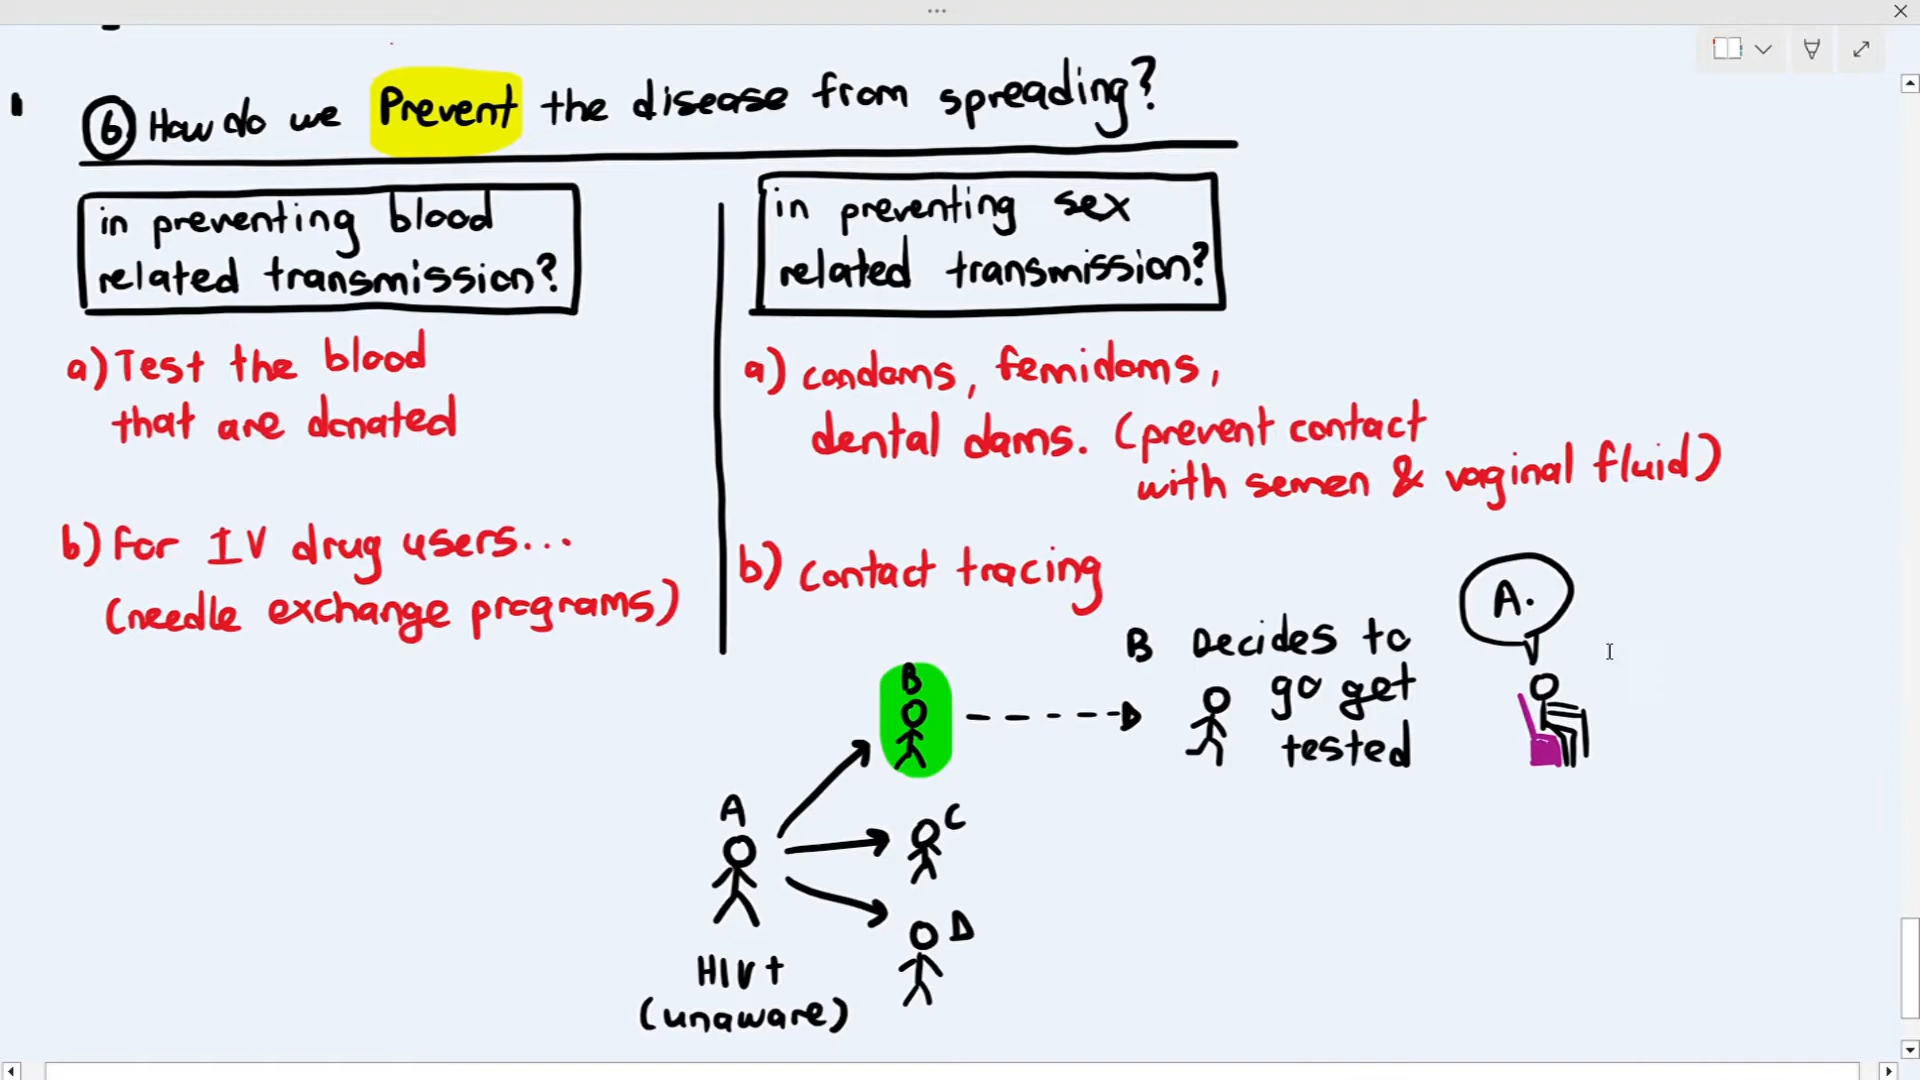 6 How do we Prevent the disease from spreading?
in preventing blood
related transmission?
a) Test the blood
that are donated
b) For IV drug users...
(needle exchange programs)
in preventing sex
related transmission?
a) condoms, femidoms,
dental dams. (prevent contact
with semen & vaginal fluid)
b) contact tracing
B
A
C
D
HIV+
(unaware)
B Decides to
go get
tested
A.